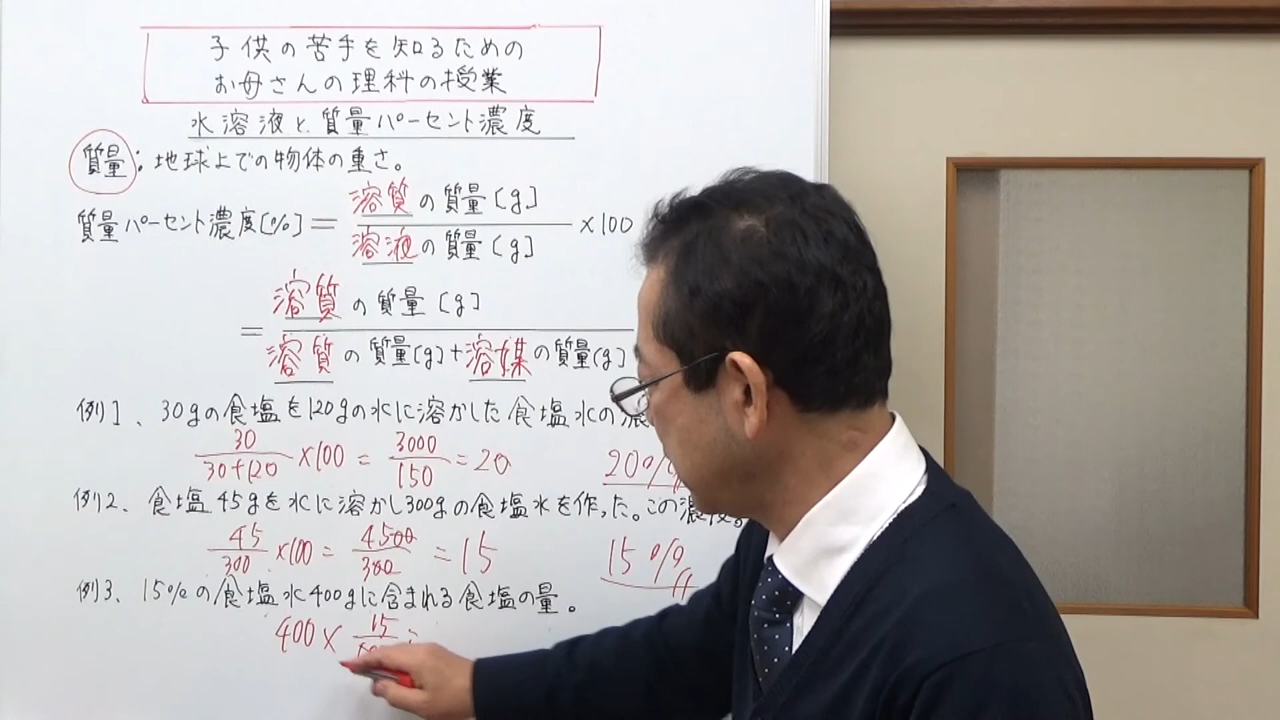 子供の苦手を知るための
お母さんの理科の授業
水溶液と質量パーセント濃度
質量:地球上での物体の重さ。
質量パーセント濃度[%]= 溶質の質量[g] / 溶液の質量[g] ×100
= 溶質の質量[g] / 溶質の質量[g]+溶媒の質量[g]
例1、30gの食塩を120gの水に溶かした食塩水の濃
30/30+120 ×100 = 3000/150 = 20 20%
例2、食塩45gを水に溶かし300gの食塩水を作った。この濃度。
45/300 ×100 = 4500/300 = 15 15%
例3、15%の食塩水400gに含まれる食塩の量。
400× 15